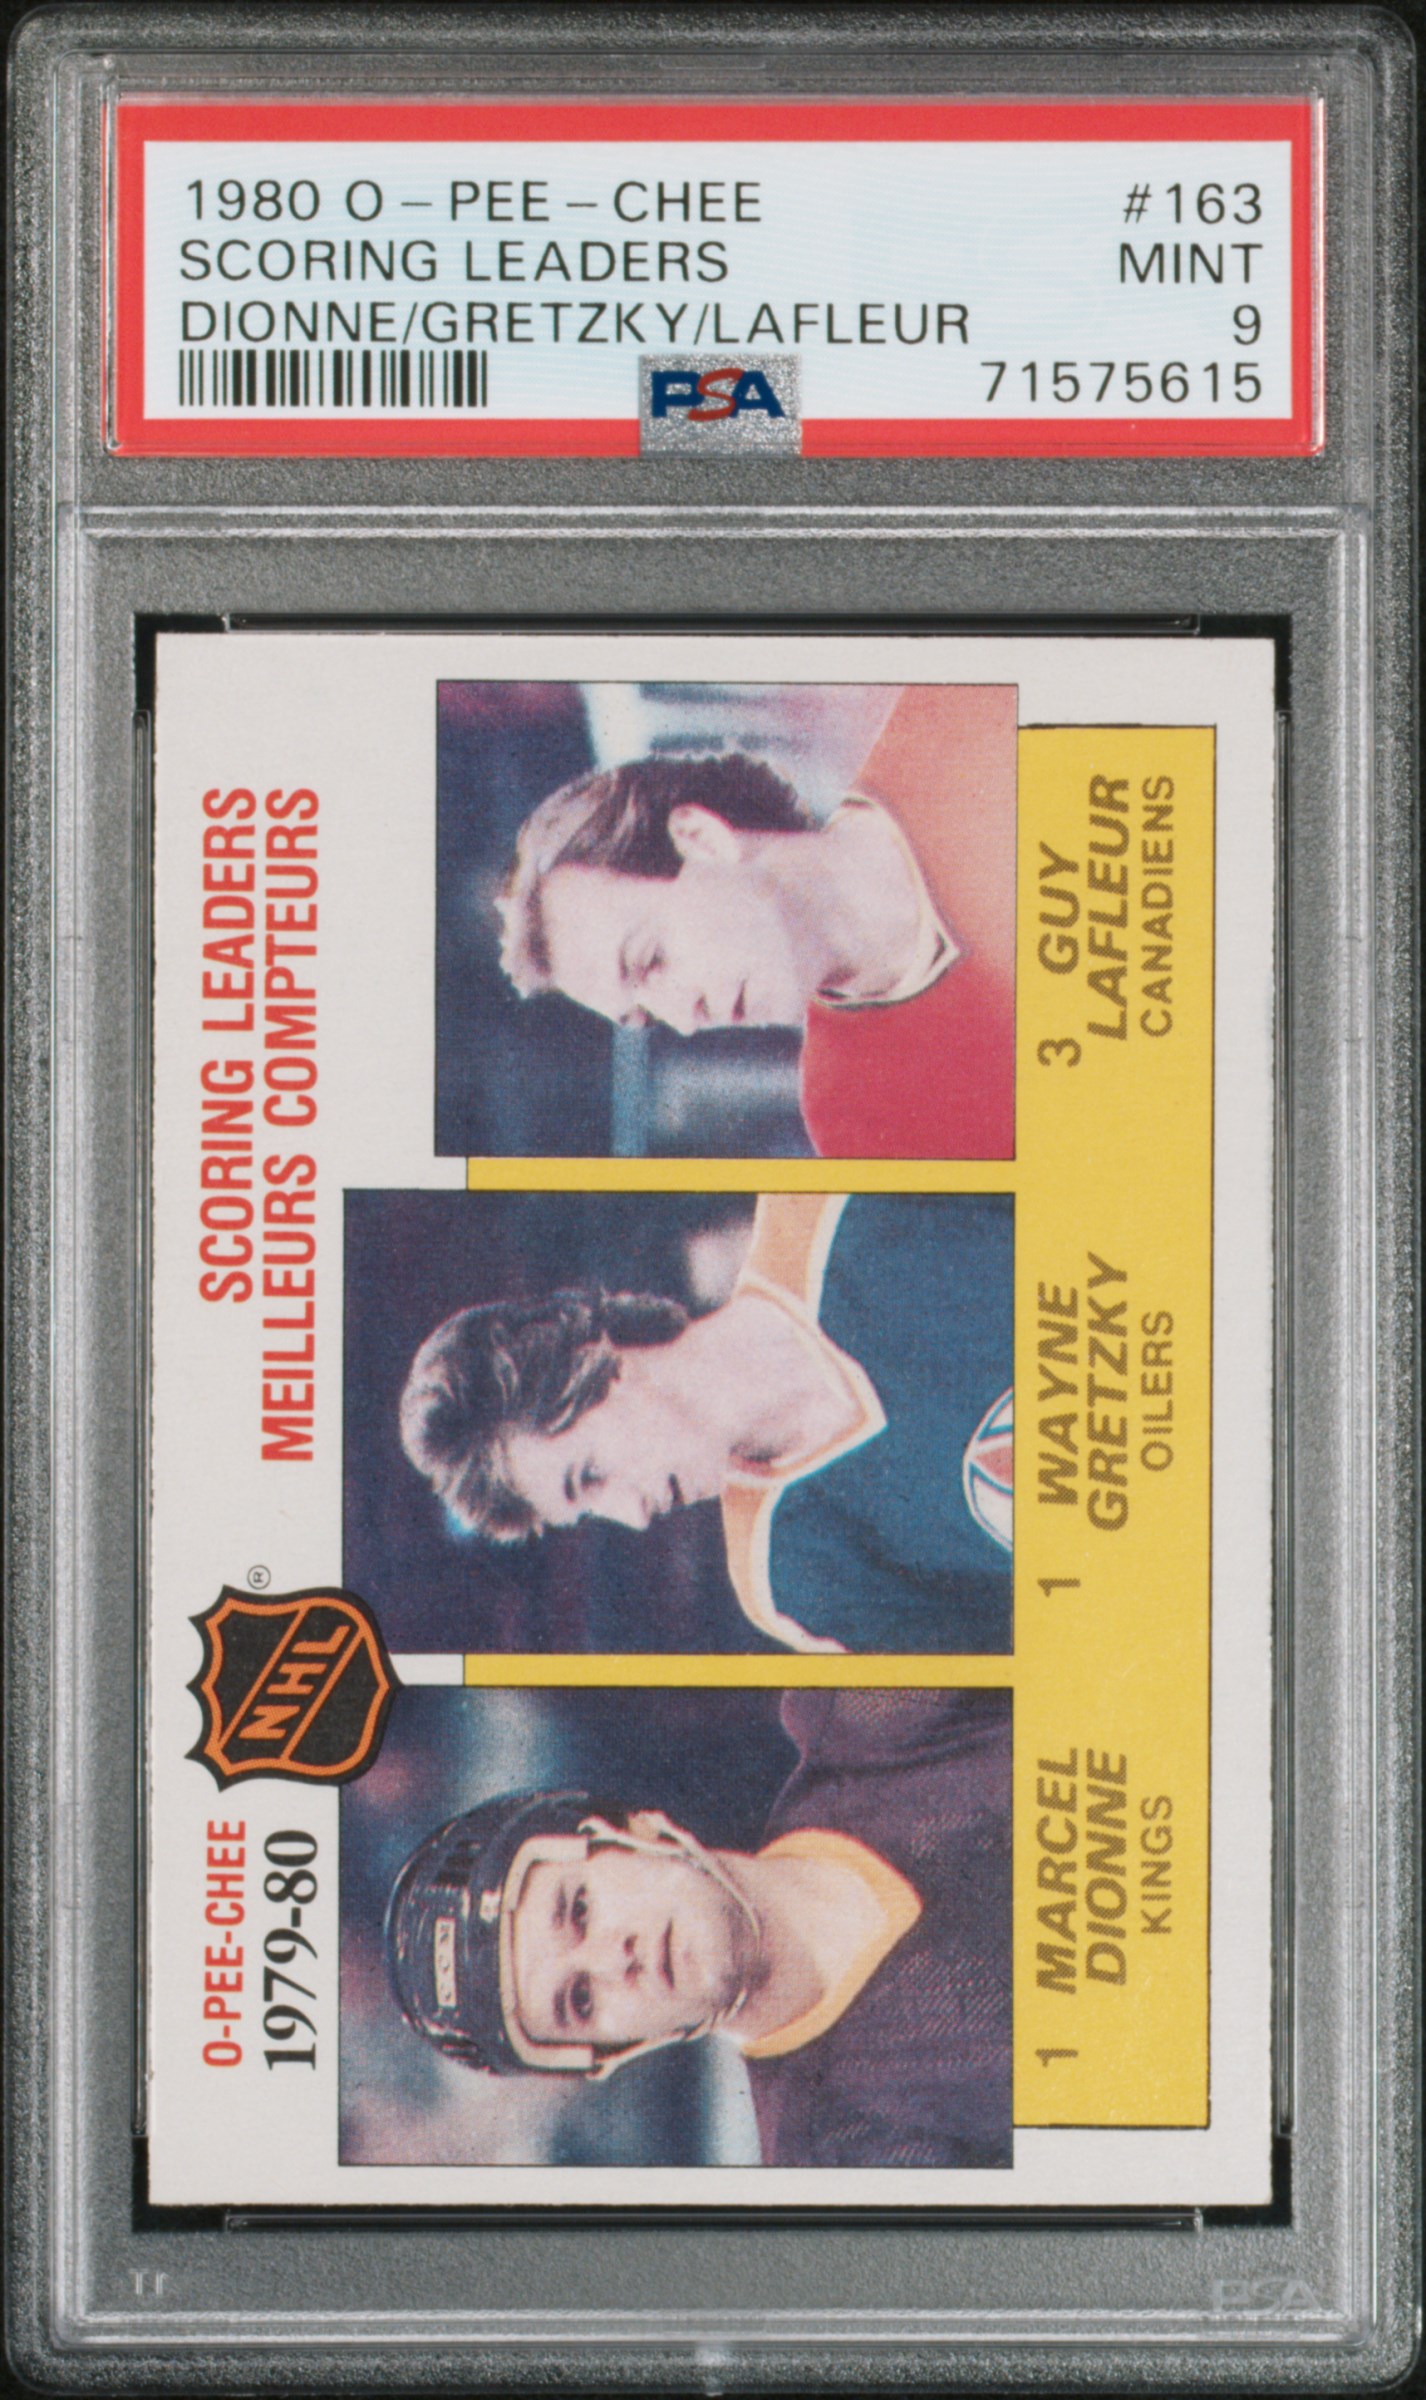 1980 O-PEE-CHEE #163
SCORING LEADERS MINT
DIONNE/GRETZKY/LAFLEUR 9
71575615
PSA
O-PEE-CHEE
1979-80
NHL
®
SCORING LEADERS
MEILLEURS COMPTEURS
CCM
1 MARCEL
DIONNE
KINGS
1 WAYNE
GRETZKY
OILERS
3 GUY
LAFLEUR
CANADIENS
PSA